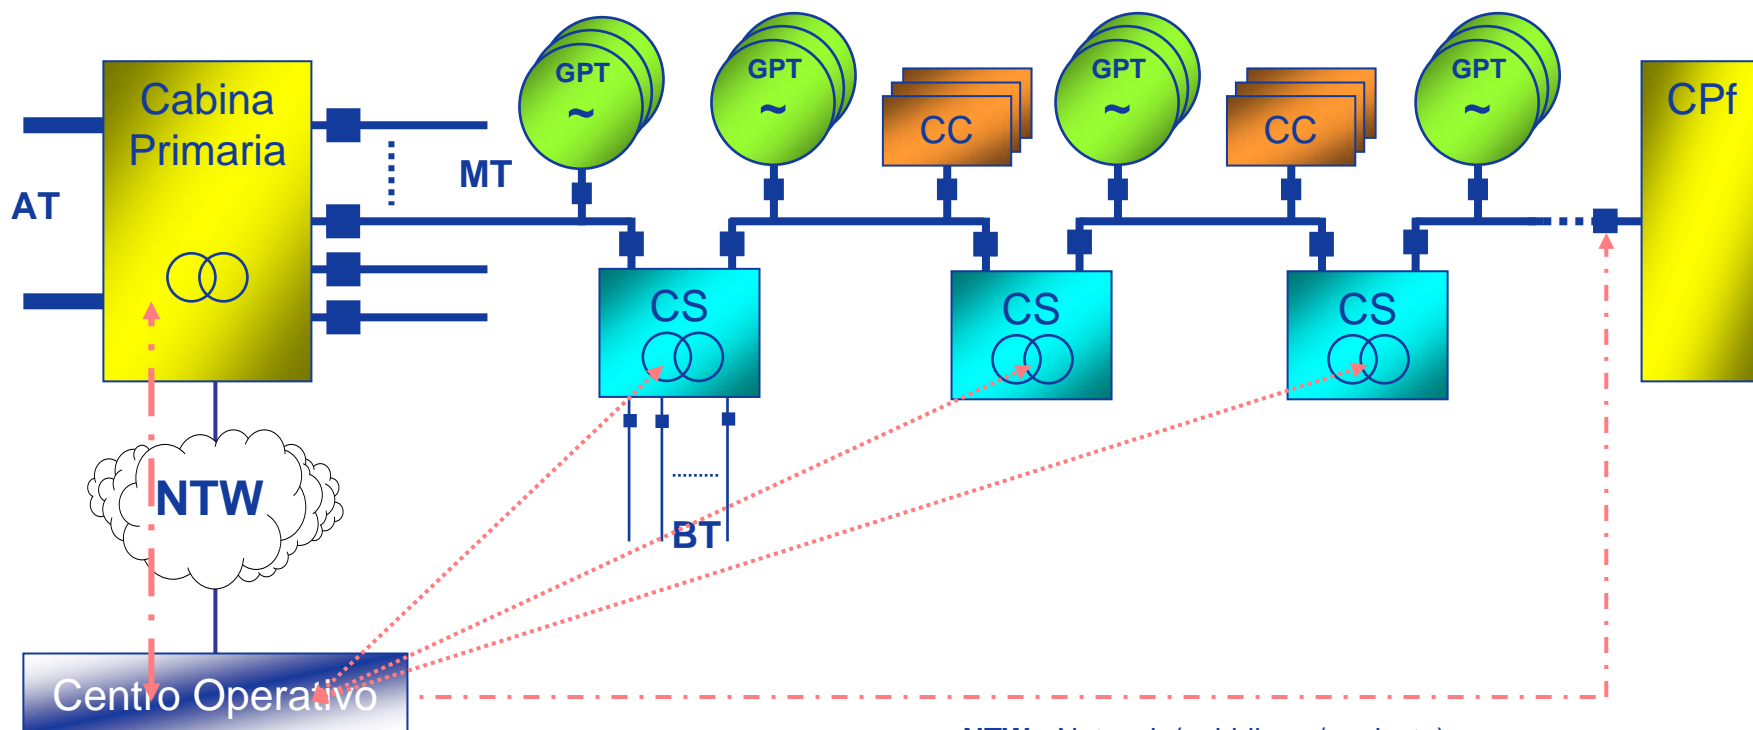 Cabina
Primaria
AT
MT
GPT
~
GPT
~
CC
GPT
~
CC
GPT
~
CPf
CS
CS
CS
NTW
BT
Centro Operativo